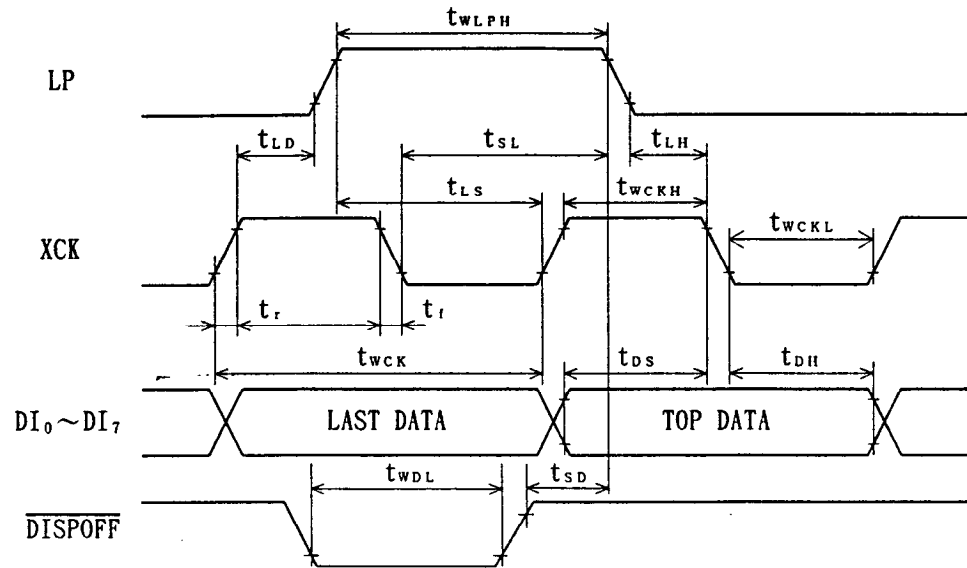 tWLPH
LP
tLD
tSL
tLH
tLS
tWCKH
XCK
tWCKL
tr
tf
tWCK
tDS
tDH
DI₀~DI₇
LAST DATA
TOP DATA
tWDL
tSD
DISPOFF